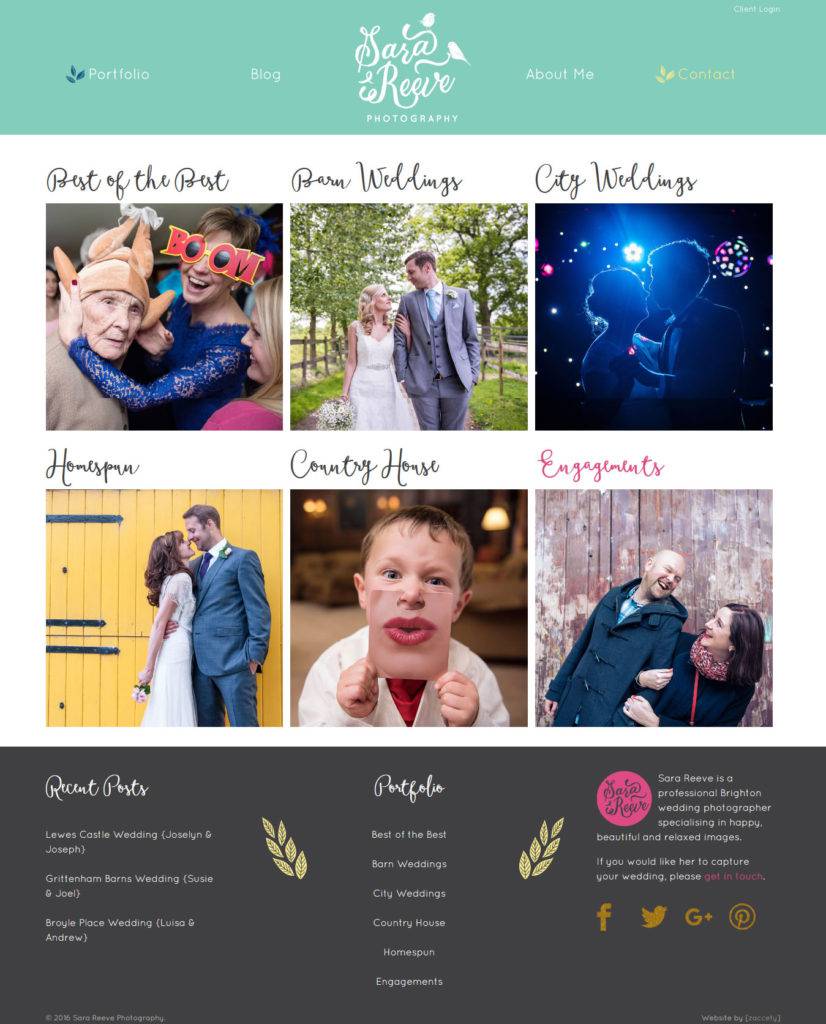 Client Login
Portfolio
Blog
Sara
Reeve
PHOTOGRAPHY
About Me
Contact
Best of the Best
Barn Weddings
City Weddings
BO-OM
Homespun
Country House
Engagements
Recent Posts
Lewes Castle Wedding {Joselyn &
Joseph}
Grittenham Barns Wedding {Susie
& Joel}
Broyle Place Wedding {Luisa &
Andrew}
Portfolio
Best of the Best
Barn Weddings
City Weddings
Country House
Homespun
Engagements
Sara
Reeve
Sara Reeve is a
professional Brighton
wedding photographer
specialising in happy,
beautiful and relaxed images.
If you would like her to capture
your wedding, please get in touch.
f
G+
© 2016 Sara Reeve Photography.
Website by {zaccety}